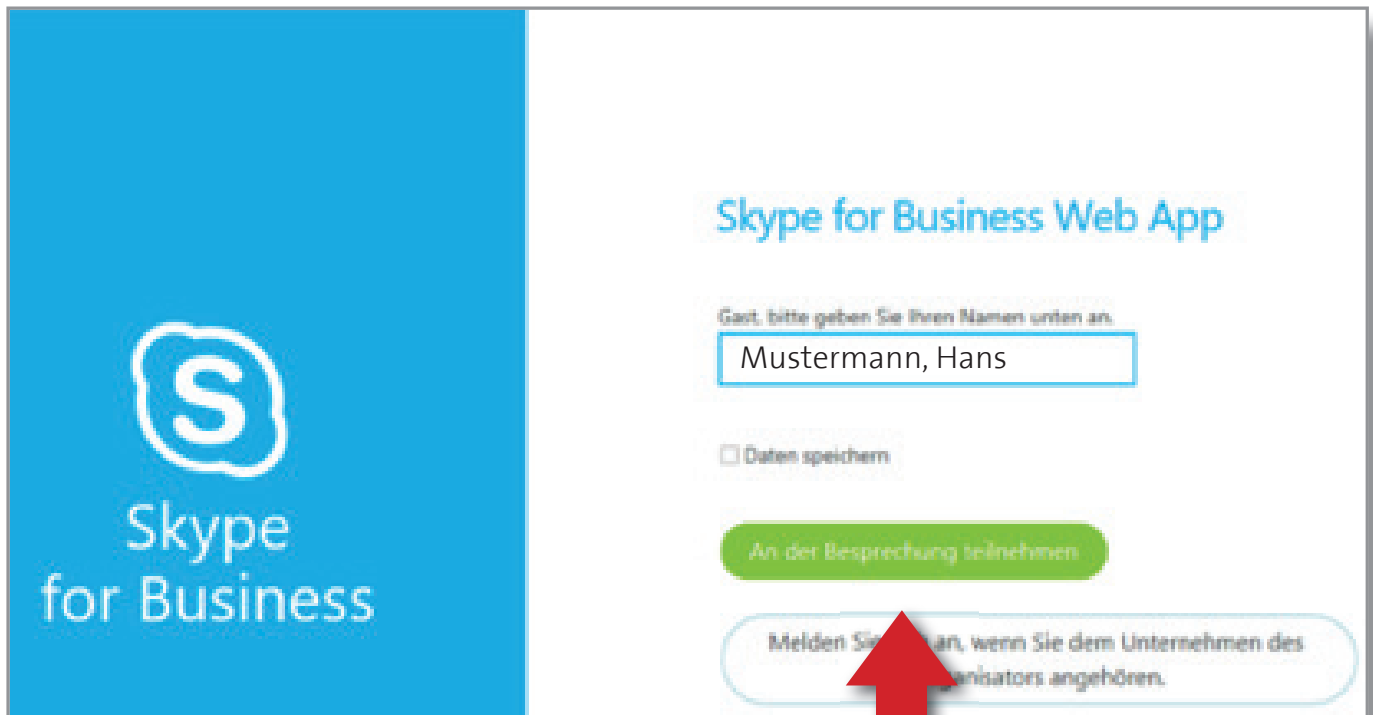 Skype for Business Web App
Gast, bitte geben Sie Ihren Namen unten an.
Mustermann, Hans
Daten speichern
An der Besprechung teilnehmen
Melden Sie an, wenn Sie dem Unternehmen des
angehören.
Skype
for Business